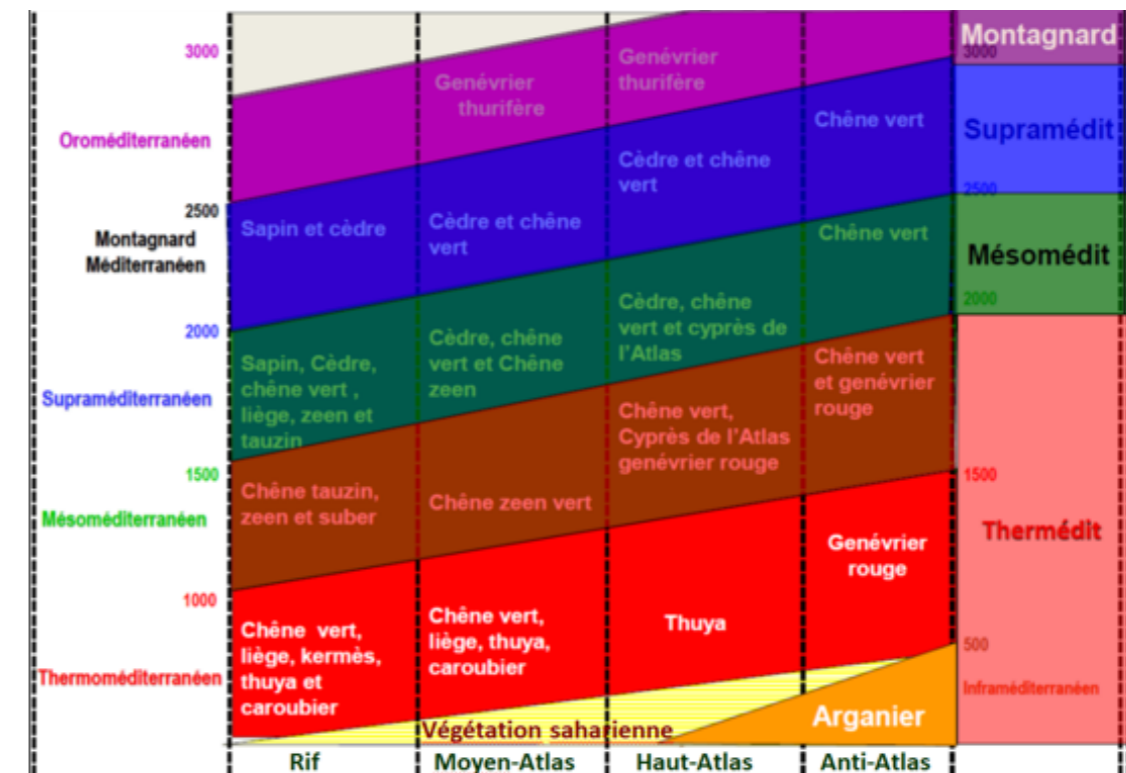 3000
Oroméditerranéen
2500
Montagnard
Méditerranéen
2000
Supraméditerranéen
1500
Mésoméditerranéen
1000
Thermoméditerranéen
Sapin et cèdre
Sapin, Cèdre,
chêne vert ,
liège, zeen et
tauzin
Chêne tauzin,
zeen et suber
Chêne vert,
liège, kermès,
thuya et
caroubier
Genévrier
thurifère
Cèdre et chêne
vert
Cèdre, chêne
vert et Chêne
zeen
Chêne zeen vert
Chêne vert,
liège, thuya,
caroubier
Végétation saharienne
Genévrier
thurifère
Cèdre et chêne
vert
Cèdre, chêne
vert et cyprès de
l'Atlas
Chêne vert,
Cyprès de l'Atlas
genévrier rouge
Thuya
Chêne vert
Chêne vert
Chêne vert
et genévrier
rouge
Genévrier
rouge
Arganier
Montagnard
3000
Supramédit
2500
Mésomédit
2000
1500
Thermédit
500
Inframéditerranéen
Rif
Moyen-Atlas
Haut-Atlas
Anti-Atlas